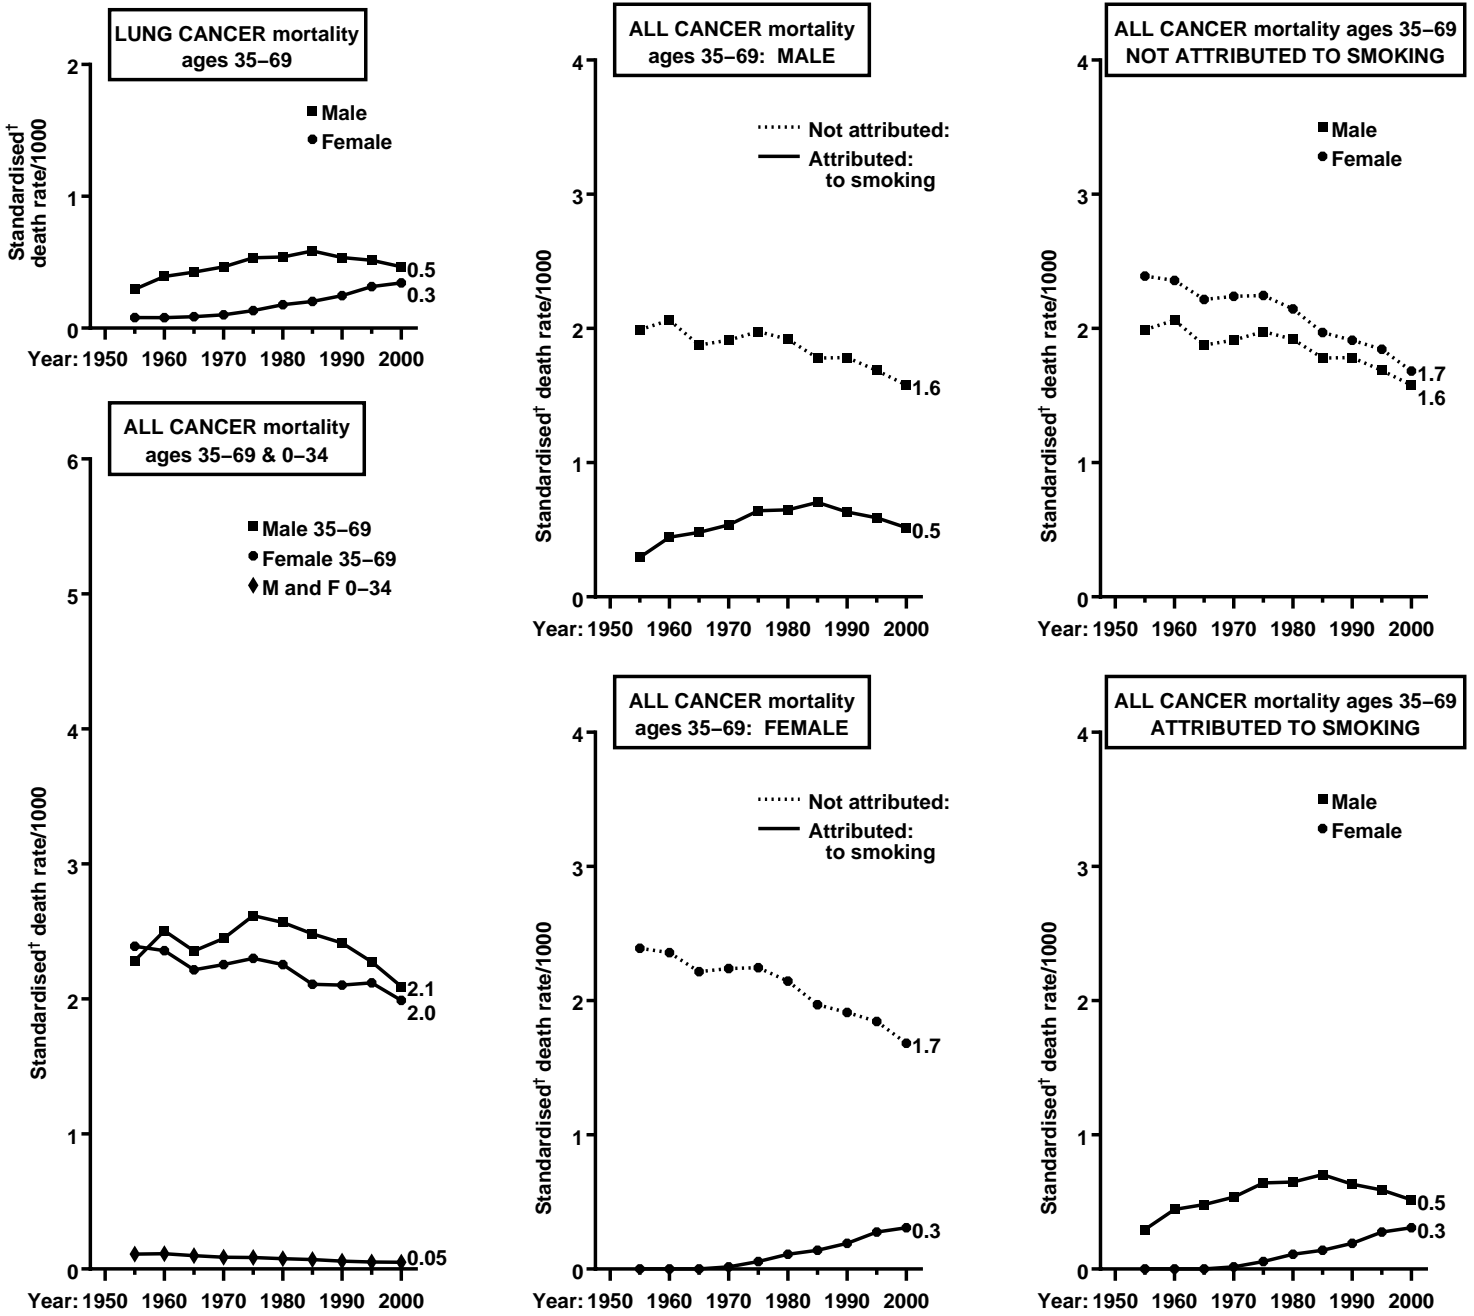 LUNG CANCER mortality
ages 35–69
2
1
0
Standardised†
death rate/1000
Male
Female
0.5
0.3
Year: 1950 1960 1970 1980 1990 2000
ALL CANCER mortality
ages 35–69 & 0–34
6
5
4
3
2
1
0
Standardised† death rate/1000
Male 35–69
Female 35–69
M and F 0–34
2.1
2.0
0.05
Year: 1950 1960 1970 1980 1990 2000
ALL CANCER mortality
ages 35–69: MALE
4
3
2
1
0
Standardised† death rate/1000
Not attributed:
Attributed:
to smoking
1.6
0.5
Year: 1950 1960 1970 1980 1990 2000
ALL CANCER mortality
ages 35–69: FEMALE
4
3
2
1
0
Standardised† death rate/1000
Not attributed:
Attributed:
to smoking
1.7
0.3
Year: 1950 1960 1970 1980 1990 2000
ALL CANCER mortality ages 35–69
NOT ATTRIBUTED TO SMOKING
4
3
2
1
0
Standardised† death rate/1000
Male
Female
1.7
1.6
Year: 1950 1960 1970 1980 1990 2000
ALL CANCER mortality ages 35–69
ATTRIBUTED TO SMOKING
4
3
2
1
0
Standardised† death rate/1000
Male
Female
0.5
0.3
Year: 1950 1960 1970 1980 1990 2000